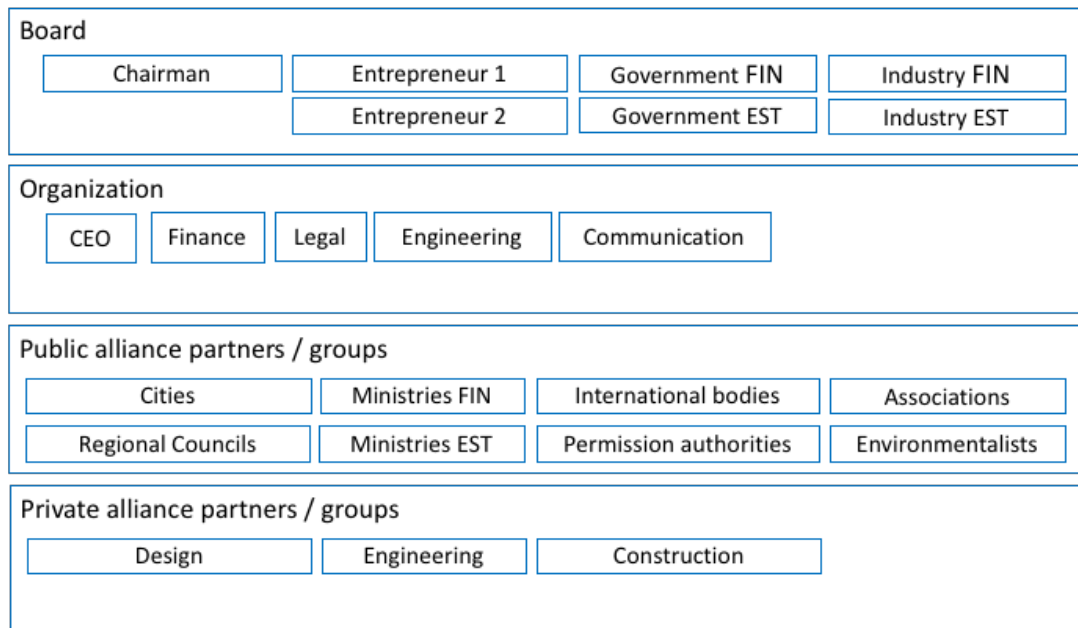 Board
Chairman Entrepreneur 1 Government FIN Industry FIN
Entrepreneur 2 Government EST Industry EST
Organization
CEO Finance Legal Engineering Communication
Public alliance partners / groups
Cities Ministries FIN International bodies Associations
Regional Councils Ministries EST Permission authorities Environmentalists
Private alliance partners / groups
Design Engineering Construction